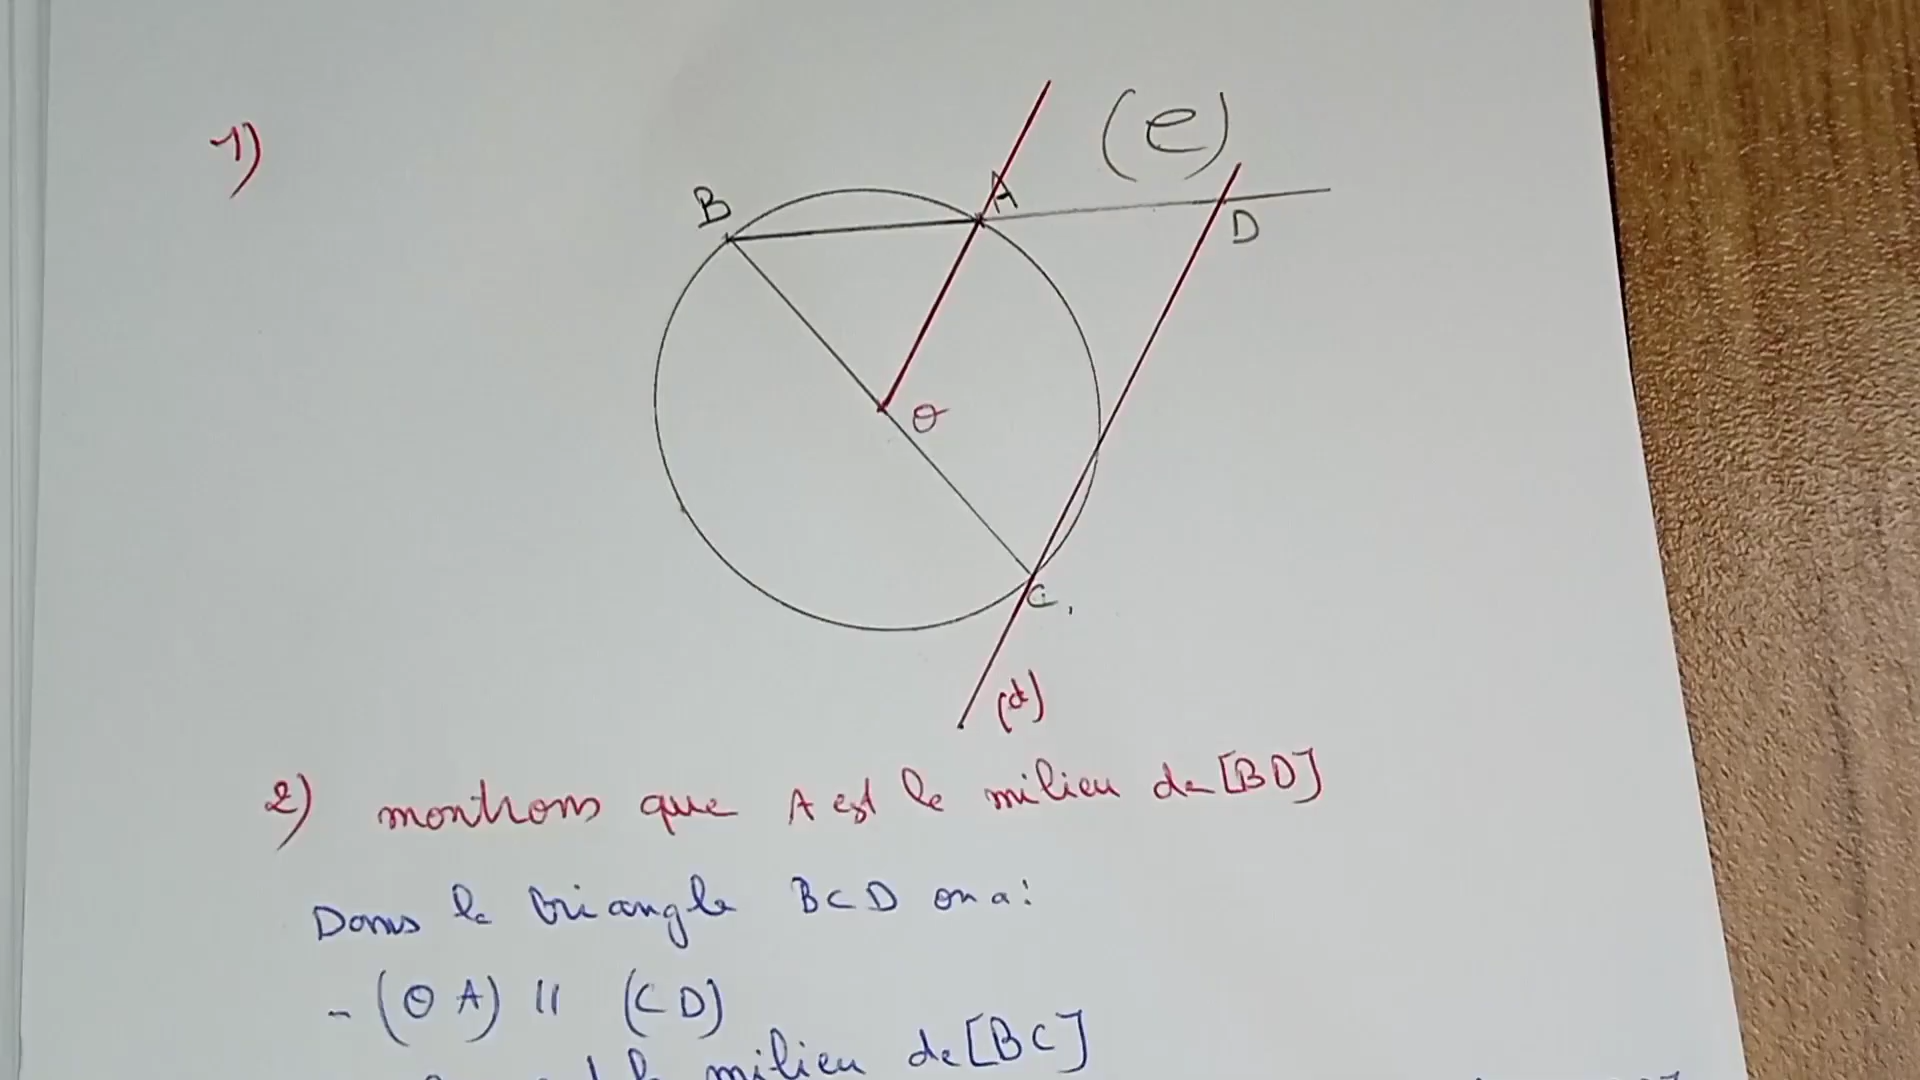 1)
(e)
B
A
D
O
C
(d)
2) montrons que A est le milieu de [BD]
Dans le triangle BCD on a:
- (OA) // (CD)
le milieu de [BC]